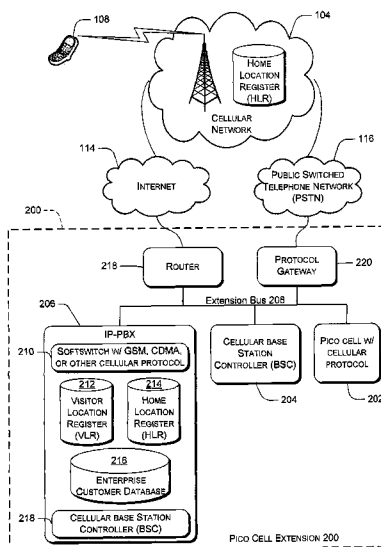 108
104
HOME
LOCATION
REGISTER
(HLR)
CELLULAR
NETWORK
114
116
INTERNET
PUBLIC SWITCHED
TELEPHONE NETWORK
(PSTN)
200
218
ROUTER
PROTOCOL
GATEWAY
220
206
Extension Bus 208
IP-PBX
210
SOFTSWITCH W/ GSM, CDMA,
OR OTHER CELLULAR PROTOCOL
212
VISITOR
LOCATION
REGISTER
(VLR)
214
HOME
LOCATION
REGISTER
(HLR)
216
ENTERPRISE
CUSTOMER DATABASE
218
CELLULAR BASE STATION
CONTROLLER (BSC)
CELLULAR BASE
STATION
CONTROLLER (BSC)
204
PICO CELL W/
CELLULAR
PROTOCOL
202
PICO CELL EXTENSION 200